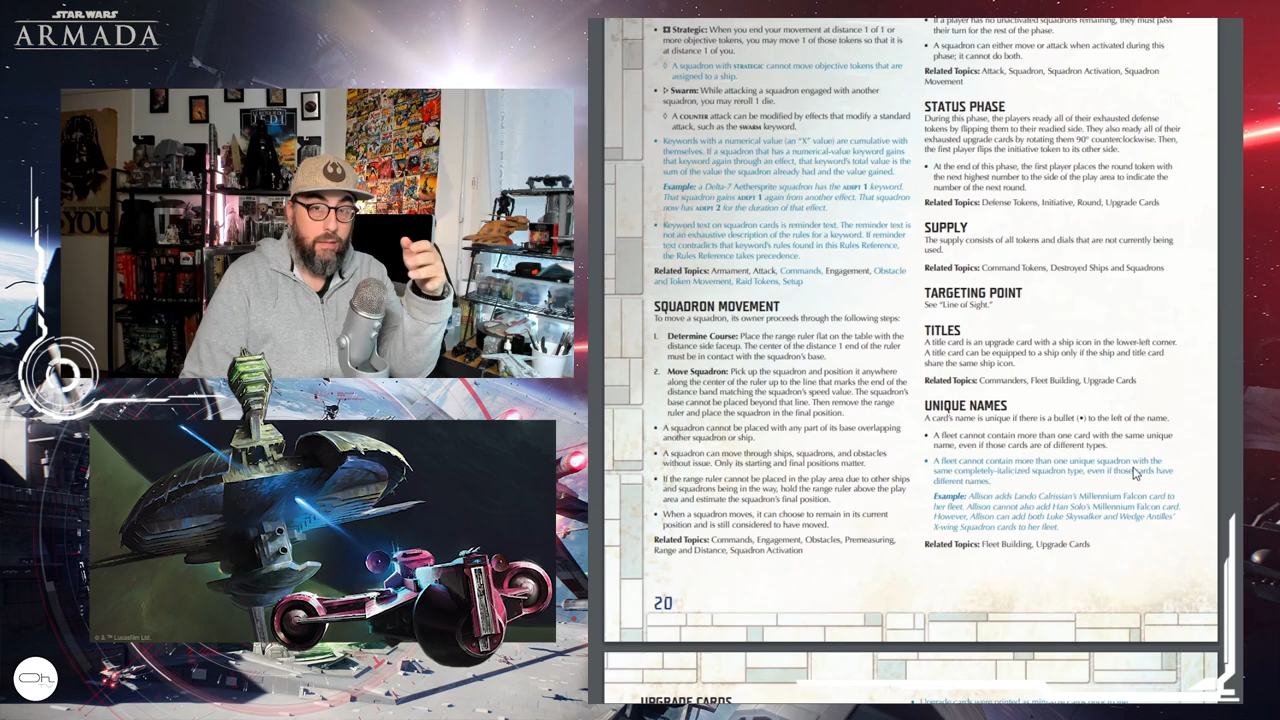 STAR WARS
ARMADA
© & ™ Lucasfilm Ltd.
Oh
• Strategic: When you end your movement at distance 1 of 1 or
more objective tokens, you may move 1 of those tokens so that it is
at distance 1 of you.
◊ A squadron with STRATEGIC cannot move objective tokens that are
assigned to a ship.
• Swarm: While attacking a squadron engaged with another
squadron, you may reroll 1 die.
◊ A COUNTER attack can be modified by effects that modify a standard
attack, such as the SWARM keyword.
• Keywords with a numerical value (an "X" value) are cumulative with
themselves. If a squadron that has a numerical-value keyword gains
that keyword again through an effect, that keyword's total value is the
sum of the value the squadron already had and the value gained.
Example: a Delta-7 Aethersprite squadron has the ADEPT 1 keyword.
That squadron gains ADEPT 1 again from another effect. That squadron
now has ADEPT 2 for the duration of that effect.
• Keyword text on squadron cards is reminder text. The reminder text is
not an exhaustive description of the rules for a keyword. If reminder
text contradicts that keyword's rules found in this Rules Reference,
the Rules Reference takes precedence.
Related Topics: Armament, Attack, Commands, Engagement, Obstacle
and Token Movement, Raid Tokens, Setup
SQUADRON MOVEMENT
To move a squadron, its owner proceeds through the following steps:
1. Determine Course: Place the range ruler flat on the table with the
distance side faceup. The center of the distance 1 end of the ruler
must be in contact with the squadron's base.
2. Move Squadron: Pick up the squadron and position it anywhere
along the center of the ruler up to the line that marks the end of the
distance band matching the squadron's speed value. The squadron's
base cannot be placed beyond that line. Then remove the range
ruler and place the squadron in the final position.
• A squadron cannot be placed with any part of its base overlapping
another squadron or ship.
• A squadron can move through ships, squadrons, and obstacles
without issue. Only its starting and final positions matter.
• If the range ruler cannot be placed in the play area due to other ships
and squadrons being in the way, hold the range ruler above the play
area and estimate the squadron's final position.
• When a squadron moves, it can choose to remain in its current
position and is still considered to have moved.
Related Topics: Commands, Engagement, Obstacles, Premeasuring,
Range and Distance, Squadron Activation
20
• If a player has no unactivated squadrons remaining, they must pass
their turn for the rest of the phase.
• A squadron can either move or attack when activated during this
phase; it cannot do both.
Related Topics: Attack, Squadron, Squadron Activation, Squadron
Movement
STATUS PHASE
During this phase, the players ready all of their exhausted defense
tokens by flipping them to their readied side. They also ready all of their
exhausted upgrade cards by rotating them 90° counterclockwise. Then,
the first player flips the initiative token to its other side.
• At the end of this phase, the first player places the round token with
the next highest number to the side of the play area to indicate the
number of the next round.
Related Topics: Defense Tokens, Initiative, Round, Upgrade Cards
SUPPLY
The supply consists of all tokens and dials that are not currently being
used.
Related Topics: Command Tokens, Destroyed Ships and Squadrons
TARGETING POINT
See "Line of Sight."
TITLES
A title card is an upgrade card with a ship icon in the lower-left corner.
A title card can be equipped to a ship only if the ship and title card
share the same ship icon.
Related Topics: Commanders, Fleet Building, Upgrade Cards
UNIQUE NAMES
A card's name is unique if there is a bullet (•) to the left of the name.
• A fleet cannot contain more than one card with the same unique
name, even if those cards are of different types.
• A fleet cannot contain more than one unique squadron with the
same completely-italicized squadron type, even if those cards have
different names.
Example: Allison adds Lando Calrissian's Millennium Falcon card to
her fleet. Allison cannot also add Han Solo's Millennium Falcon card.
However, Allison can add both Luke Skywalker and Wedge Antilles'
X-wing Squadron cards to her fleet.
Related Topics: Fleet Building, Upgrade Cards
UPGRADE CARDS